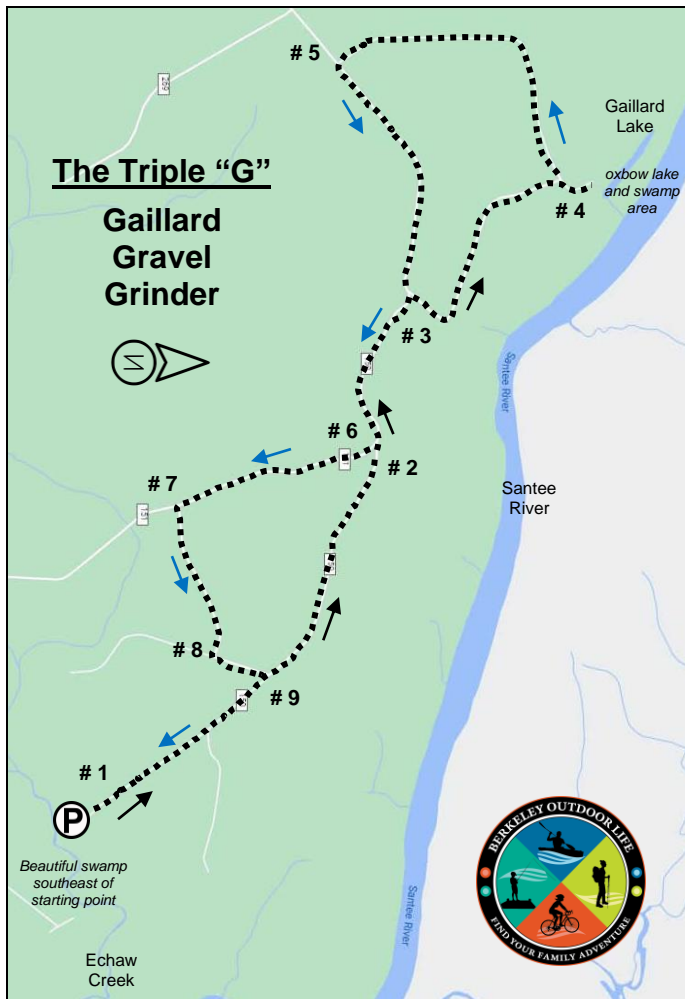 # 5
Gaillard
Lake
The Triple “G”
oxbow lake
and swamp
area
# 4
Gaillard
Gravel
Grinder
N
# 3
Santee River
# 6
# 2
# 7
Santee
River
151
# 8
# 9
# 1
P
BERKELEY OUTDOOR LIFE
FIND YOUR FAMILY ADVENTURE
Beautiful swamp
southeast of
starting point
Santee River
Echaw
Creek